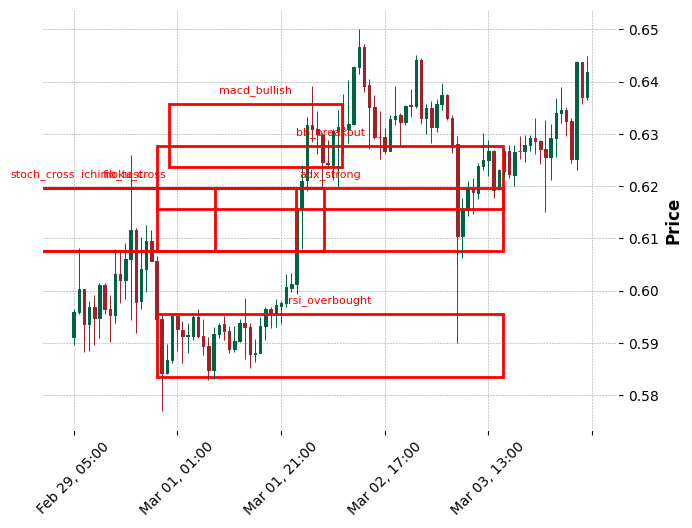 macd_bullish
bb_breakout
stoch_cross
adx_strong
rsi_overbought
0.65
0.64
0.63
0.62
0.61
0.60
0.59
0.58
Price
Feb 29, 05:00
Mar 01, 01:00
Mar 01, 21:00
Mar 02, 17:00
Mar 03, 13:00